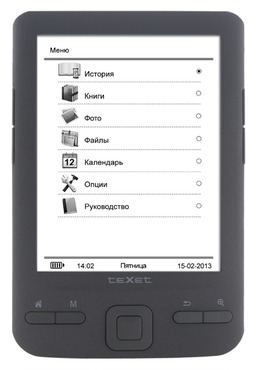 Меню
История
Книги
Фото
Файлы
12 Календарь
Опции
Руководство
14:02 Пятница 15-02-2013
teXet
M